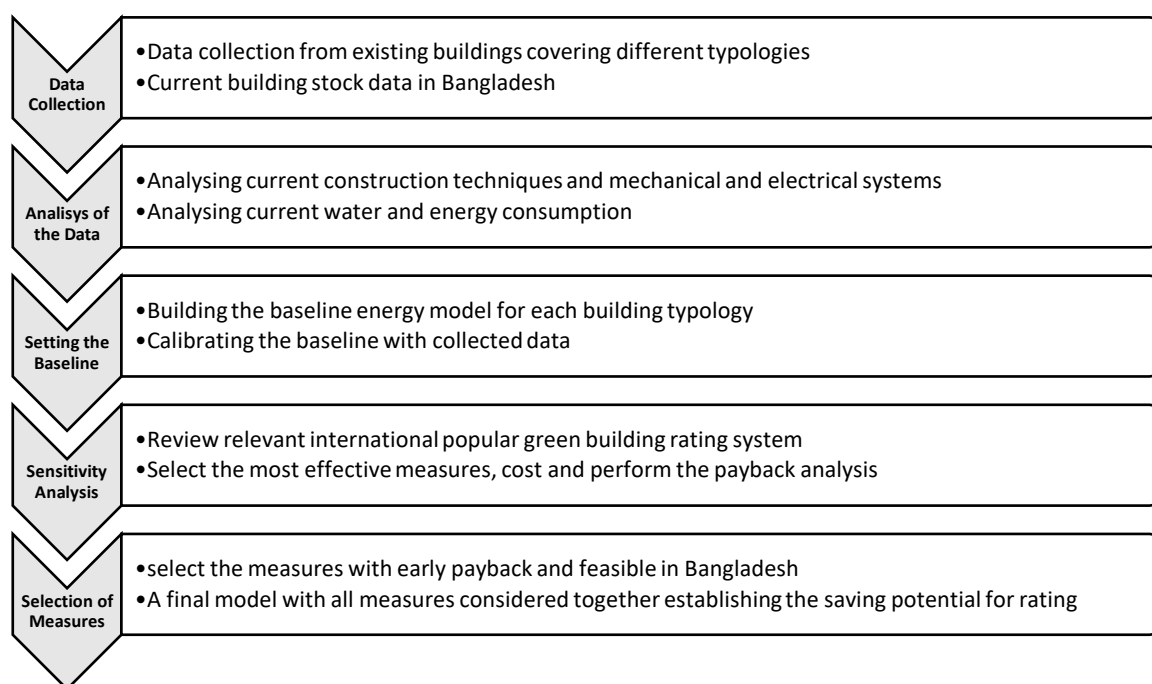 Data
Collection
•Data collection from existing buildings covering different typologies
•Current building stock data in Bangladesh
Analisys of
the Data
•Analysing current construction techniques and mechanical and electrical systems
•Analysing current water and energy consumption
Setting the
Baseline
•Building the baseline energy model for each building typology
•Calibrating the baseline with collected data
Sensitivity
Analysis
•Review relevant international popular green building rating system
•Select the most effective measures, cost and perform the payback analysis
Selection of
Measures
•select the measures with early payback and feasible in Bangladesh
•A final model with all measures considered together establishing the saving potential for rating